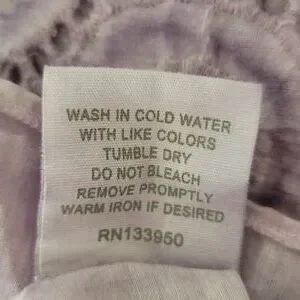 WASH IN COLD WATER
WITH LIKE COLORS
TUMBLE DRY
DO NOT BLEACH
REMOVE PROMPTLY
WARM IRON IF DESIRED
RN133950